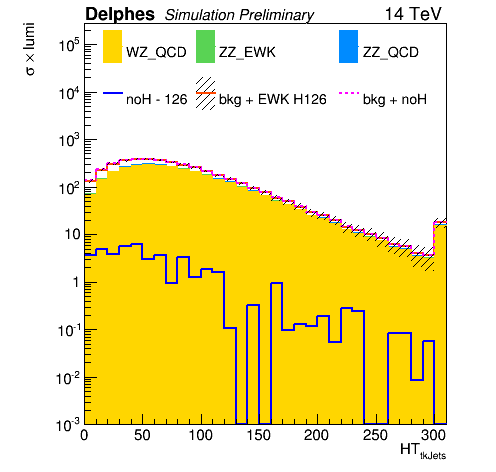 Delphes Simulation Preliminary 14 TeV
σ × lumi
WZ_QCD ZZ_EWK ZZ_QCD
noH - 126 bkg + EWK H126 bkg + noH
10^5
10^4
10^3
10^2
10
1
10^-1
10^-2
10^-3
0 50 100 150 200 250 300
HT_tkJets